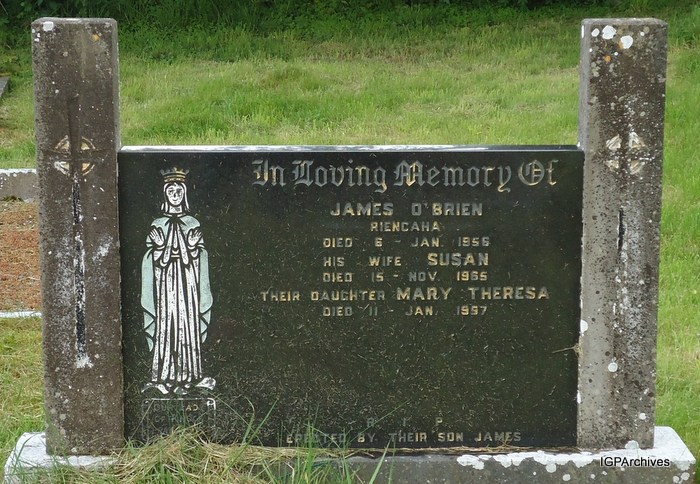 In Loving Memory Of
JAMES O'BRIEN
RIENCAHA
DIED 6 - JAN. 1956
HIS WIFE SUSAN
DIED 15 - NOV. 1965
THEIR DAUGHTER MARY THERESA
DIED 11 - JAN. 1997
R I P
ERECTED BY THEIR SON JAMES
IGPArchives